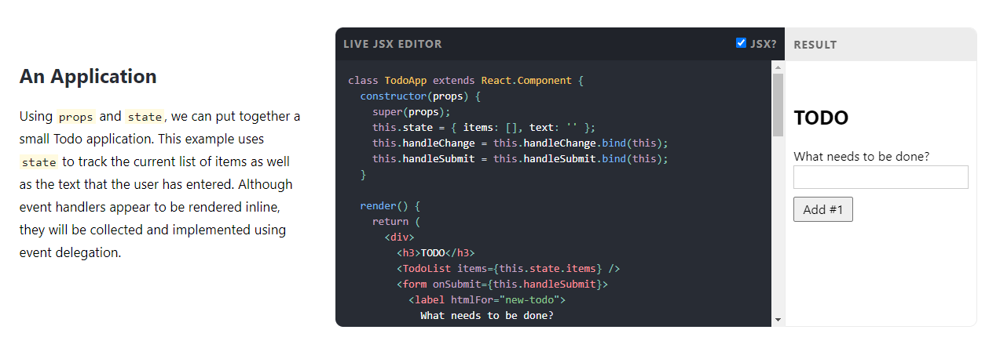 An Application
Using props and state, we can put together a
small Todo application. This example uses
state to track the current list of items as well
as the text that the user has entered. Although
event handlers appear to be rendered inline,
they will be collected and implemented using
event delegation.
LIVE JSX EDITOR
JSX?
class TodoApp extends React.Component {
  constructor(props) {
    super(props);
    this.state = { items: [], text: '' };
    this.handleChange = this.handleChange.bind(this);
    this.handleSubmit = this.handleSubmit.bind(this);
  }

  render() {
    return (
      <div>
        <h3>TODO</h3>
        <TodoList items={this.state.items} />
        <form onSubmit={this.handleSubmit}>
          <label htmlFor="new-todo">
            What needs to be done?
RESULT
TODO
What needs to be done?
Add #1